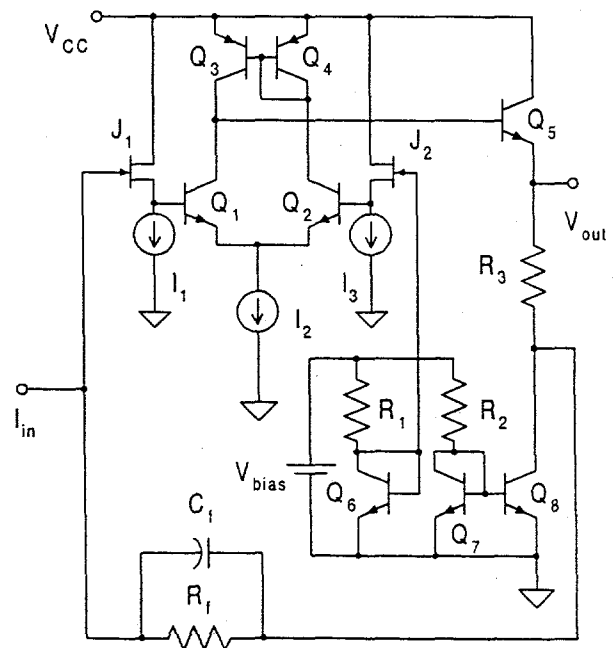 V_CC
Q_3
Q_4
J_1
J_2
Q_5
Q_1
Q_2
V_out
I_1
I_2
I_3
R_3
I_in
R_1
R_2
V_bias
Q_6
Q_7
Q_8
C_f
R_f